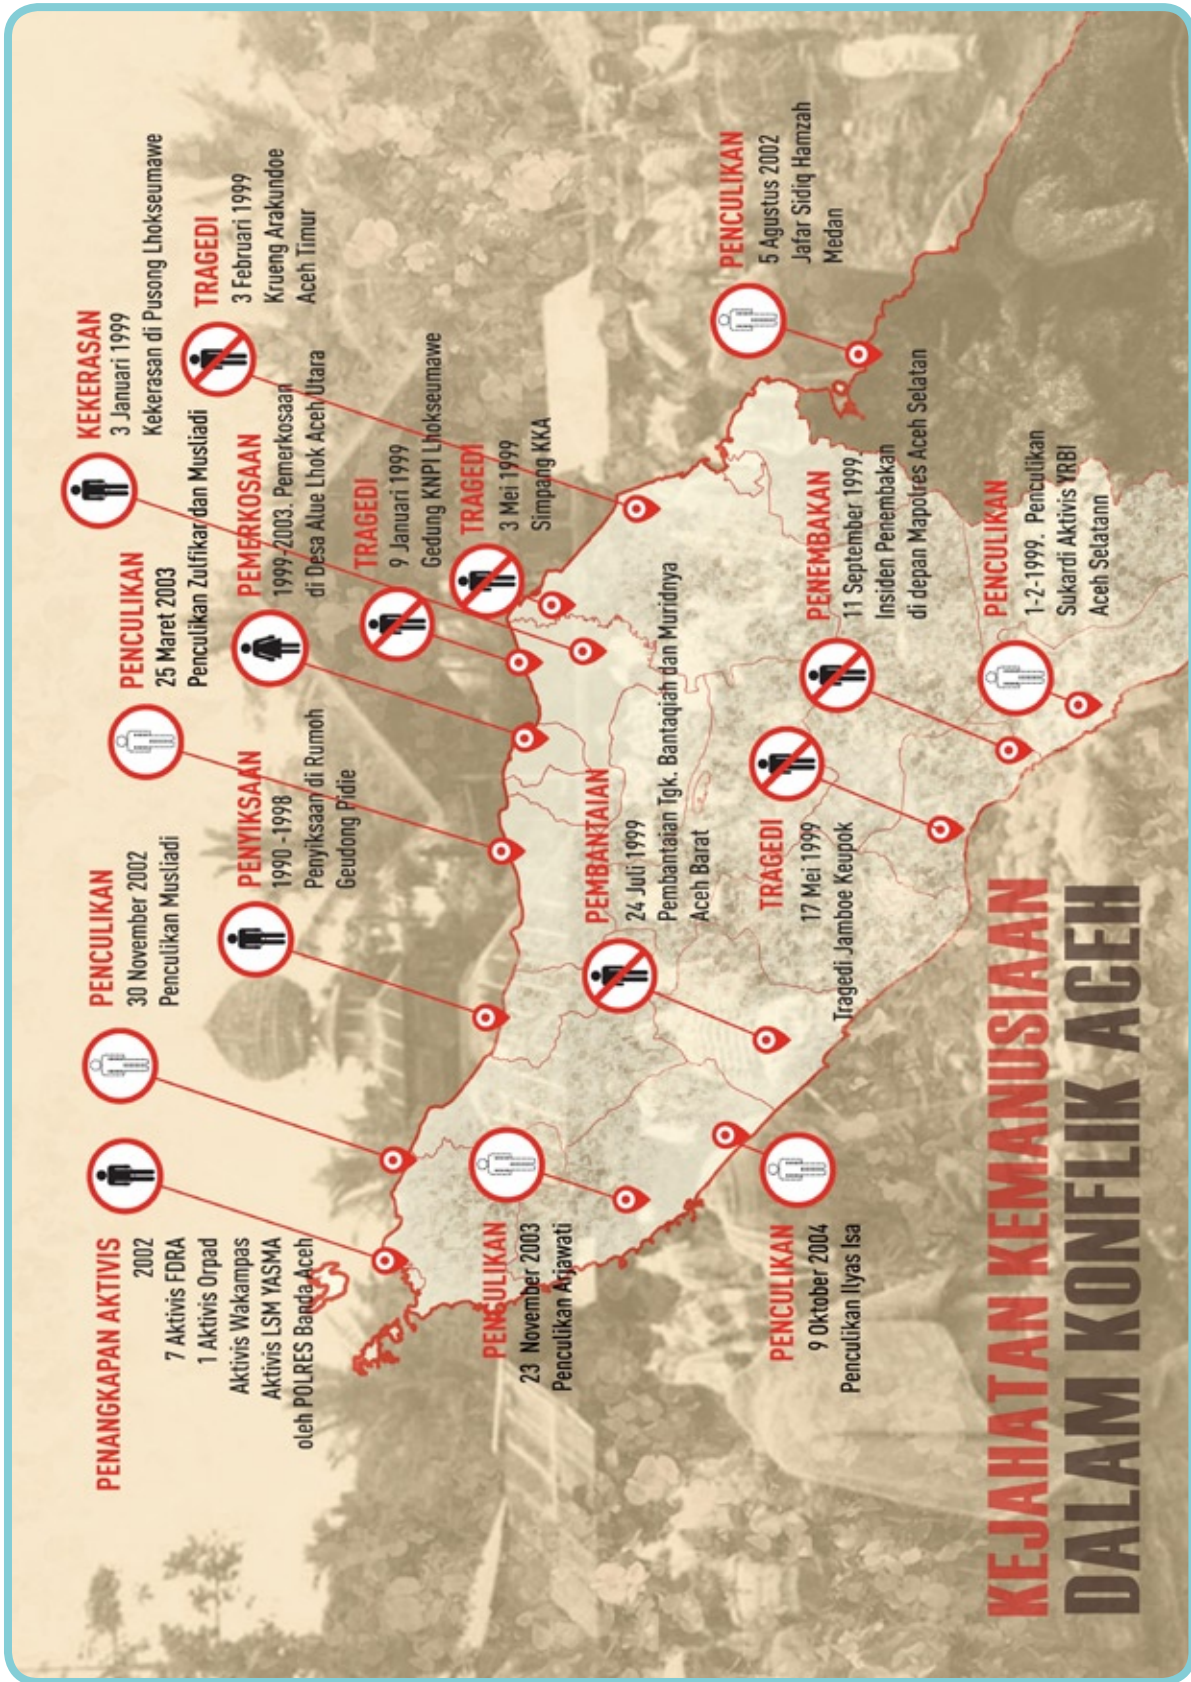 PENANGKAPAN AKTIVIS
2002
7 Aktivis FDRA
1 Aktivis Orpad
Aktivis Wakampas
Aktivis LSM YASMA
oleh POLRES Banda Aceh
PENCULIKAN
30 November 2002
Penculikan Musliadi
PENYIKSAAN
1990 -1998
Penyiksaan di Rumoh
Geudong Pidie
PENCULIKAN
25 Maret 2003
Penculikan Zulfikar dan Musliadi
PEMERKOSAAN
1999-2003. Pemerkosaan
di Desa Alue Lhok Aceh Utara
KEKERASAN
3 Januari 1999
Kekerasan di Pusong Lhokseumawe
TRAGEDI
9 Januari 1999
Gedung KNPI Lhokseumawe
TRAGEDI
3 Mei 1999
Simpang KKA
TRAGEDI
3 Februari 1999
Krueng Arakundoe
Aceh Timur
PENCULIKAN
23 November 2003
Penculikan Arjawati
PEMBANTAIAN
24 Juli 1999
Pembantaian Tgk. Bantaqiah dan Muridnya
Aceh Barat
PENCULIKAN
5 Agustus 2002
Jafar Sidiq Hamzah
Medan
PENCULIKAN
9 Oktober 2004
Penculikan Ilyas Isa
TRAGEDI
17 Mei 1999
Tragedi Jamboe Keupok
PENEMBAKAN
11 September 1999.
Insiden Penembakan
di depan Mapolres Aceh Selatan
PENCULIKAN
1-2-1999. Penculikan
Sukardi Aktivis YRBI
Aceh Selatann
KEJAHATAN KEMANUSIAAN
DALAM KONFLIK ACEH